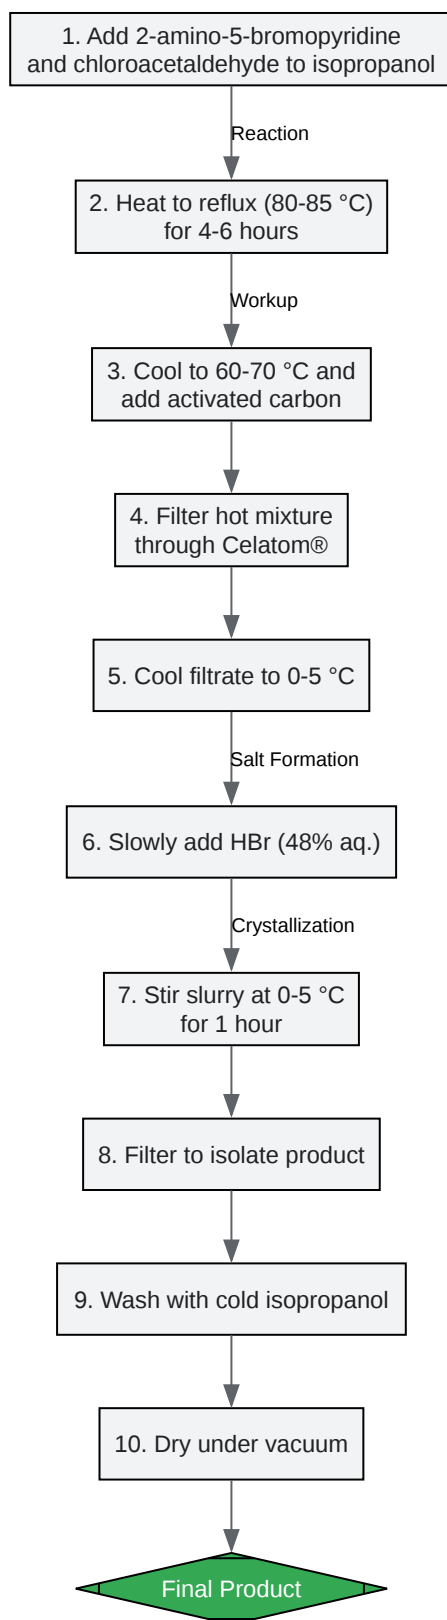 1. Add 2-amino-5-bromopyridine
and chloroacetaldehyde to isopropanol
Reaction
2. Heat to reflux (80-85 °C)
for 4-6 hours
Workup
3. Cool to 60-70 °C and
add activated carbon
4. Filter hot mixture
through Celatom®
5. Cool filtrate to 0-5 °C
Salt Formation
6. Slowly add HBr (48% aq.)
Crystallization
7. Stir slurry at 0-5 °C
for 1 hour
8. Filter to isolate product
9. Wash with cold isopropanol
10. Dry under vacuum
Final Product